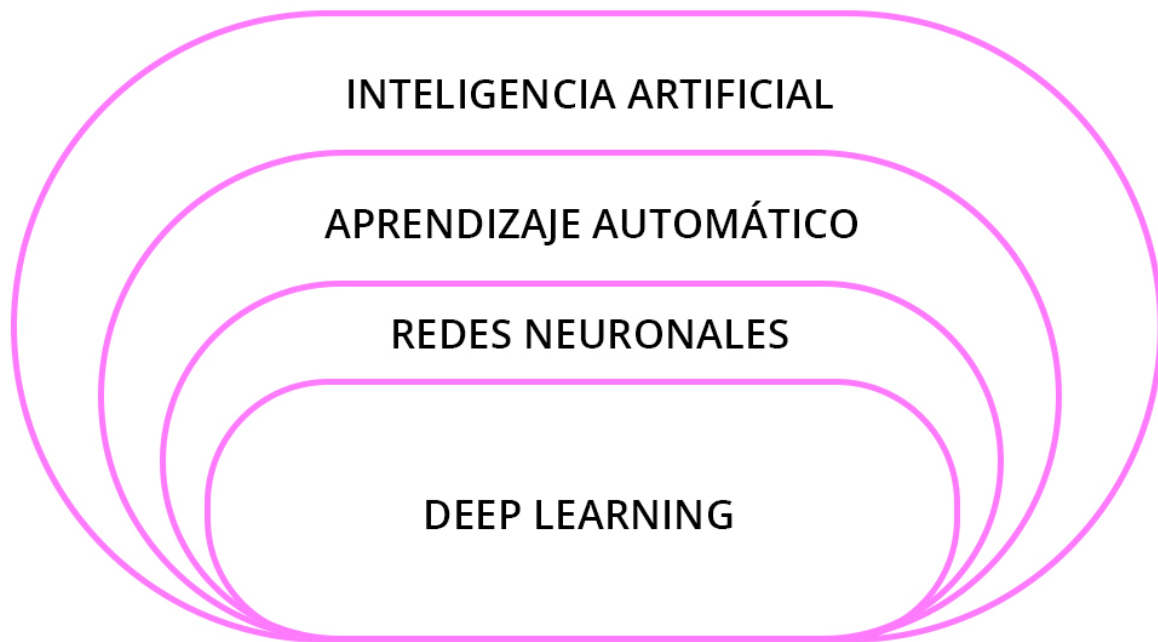 INTELIGENCIA ARTIFICIAL
APRENDIZAJE AUTOMÁTICO
REDES NEURONALES
DEEP LEARNING